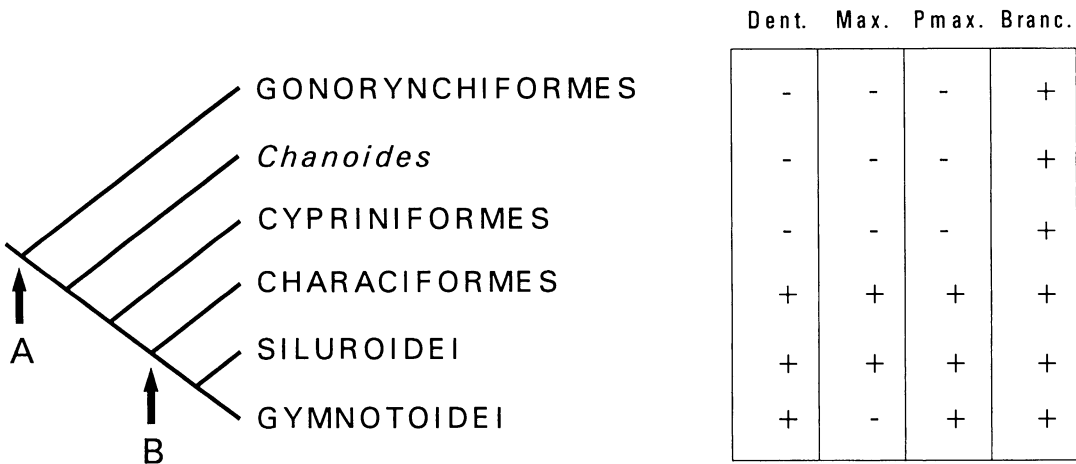 Dent. Max. Pmax. Branc.
GONORYNCHIFORMES - - - +
Chanoides - - - +
CYPRINIFORMES - - - +
CHARACIFORMES + + + +
SILUROIDEI + + + +
GYMNOTOIDEI + - + +
A
B